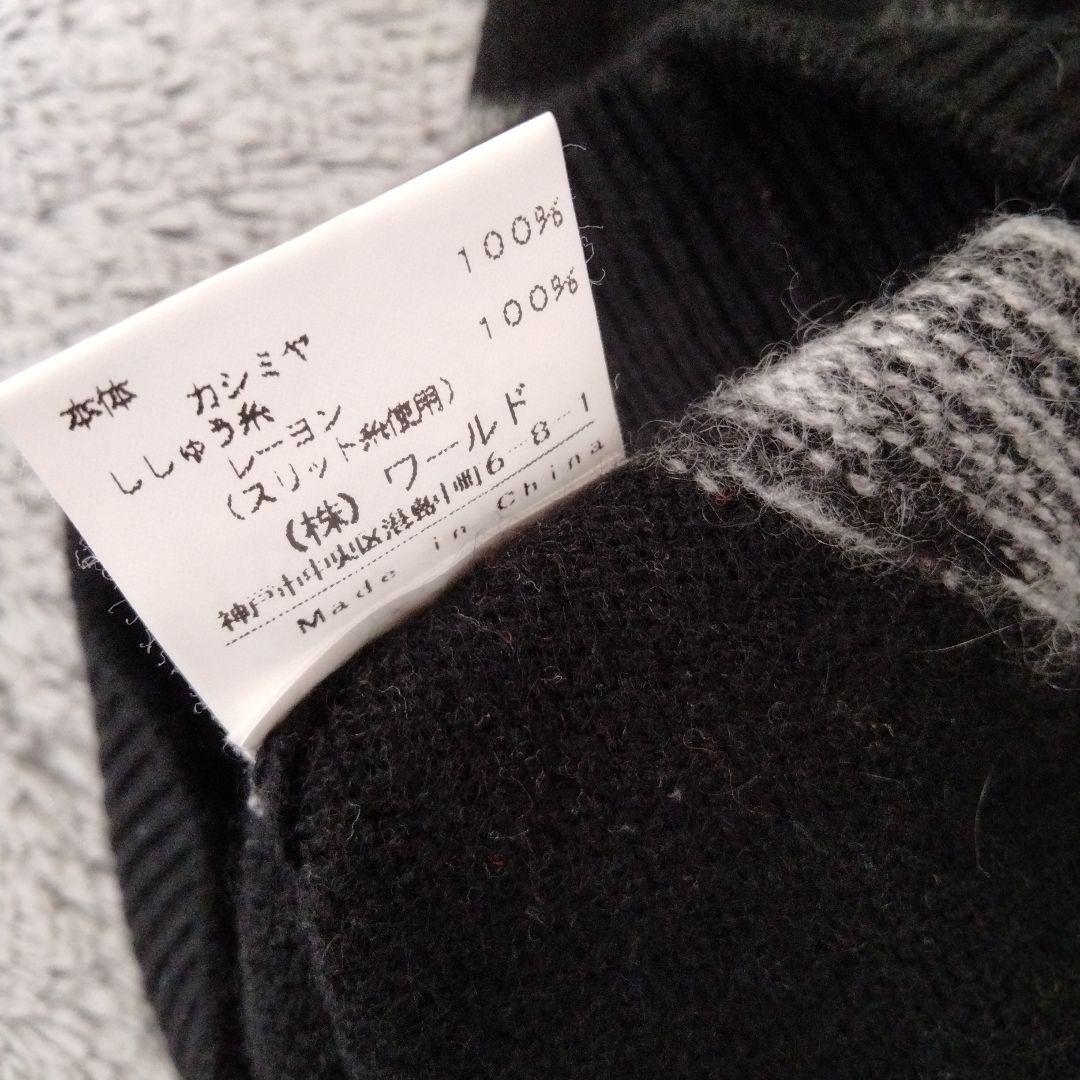 本体 カシミヤ 100%
ししゅう糸
レーヨン 100%
(スリット糸使用)
(株) ワールド
神戸市中央区港島中町6-8-1
Made in China